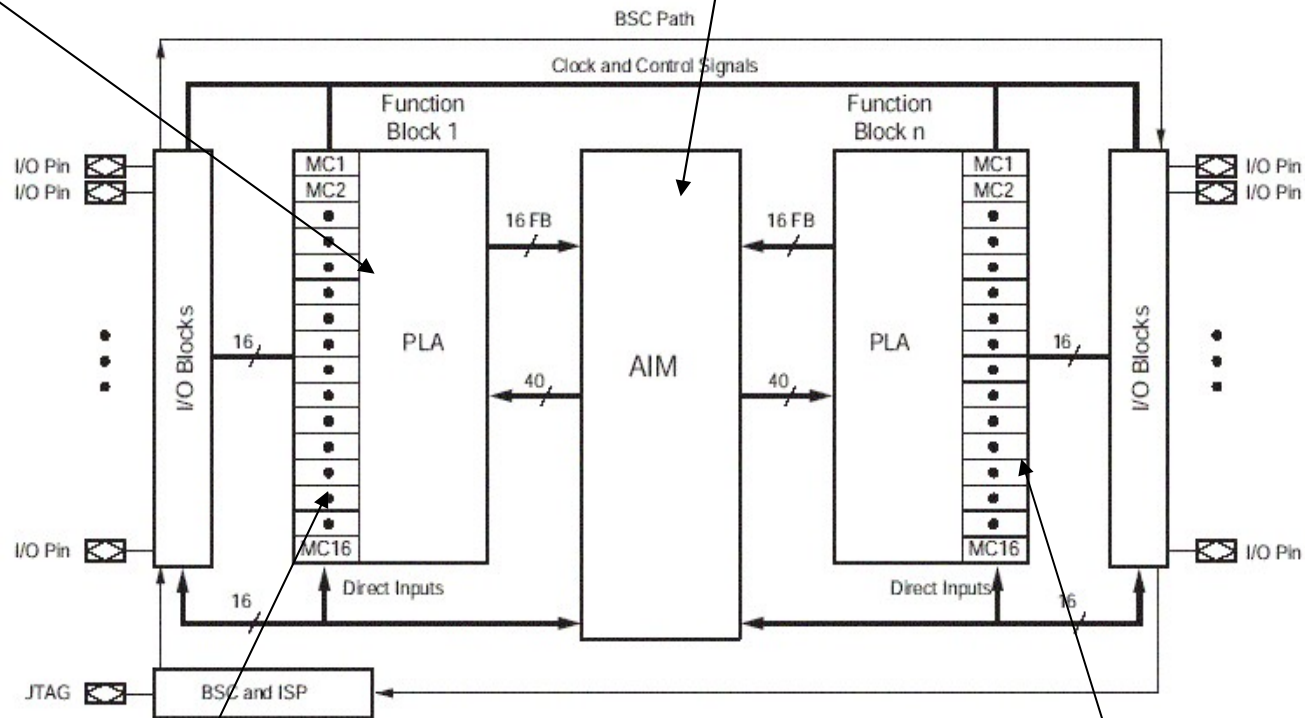 BSC Path
Clock and Control Signals
Function
Block 1
Function
Block n
I/O Pin
MC1
MC1
I/O Pin
I/O Pin
MC2
MC2
I/O Pin
16 FB
16 FB
I/O Blocks
16
PLA
AIM
PLA
16
I/O Blocks
40
40
I/O Pin
MC16
MC16
I/O Pin
Direct Inputs
Direct Inputs
16
16
JTAG
BSC and ISP